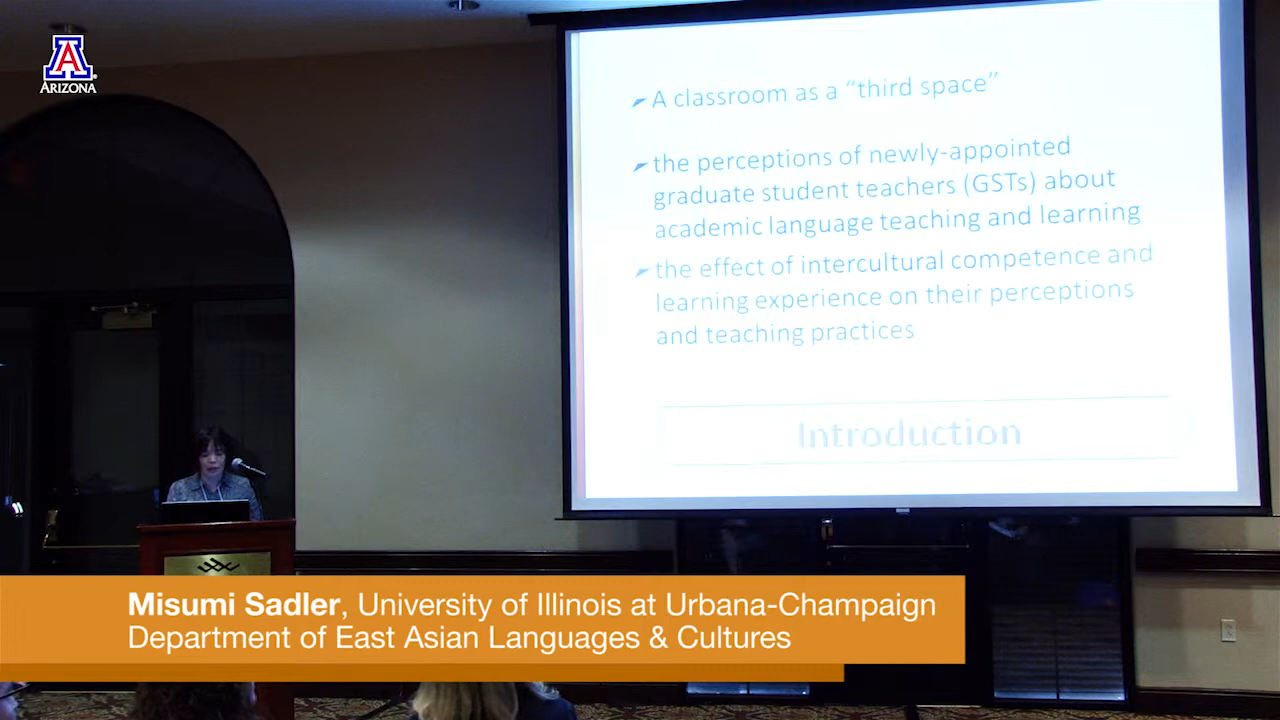 ARIZONA
A classroom as a “third space”
the perceptions of newly-appointed
graduate student teachers (GSTs) about
academic language teaching and learning
the effect of intercultural competence and
learning experience on their perceptions
and teaching practices
Introduction
Misumi Sadler, University of Illinois at Urbana-Champaign
Department of East Asian Languages & Cultures